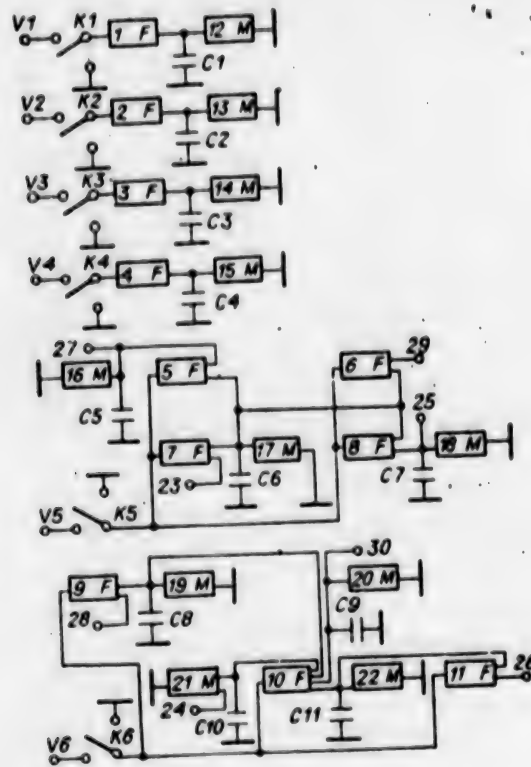 V1 K1 1 F 12 M
C1
V2 K2 2 F 13 M
C2
V3 K3 3 F 14 M
C3
V4 K4 4 F 15 M
C4
27 29
16 M 5 F 6 F
25
C5 7 F 17 M 8 F 18 M
23 C6 C7
V5 K5
30
9 F 19 M 20 M
28 C8 C9
21 M 10 F 22 M 11 F 26
24 C10 C11
V6 K6